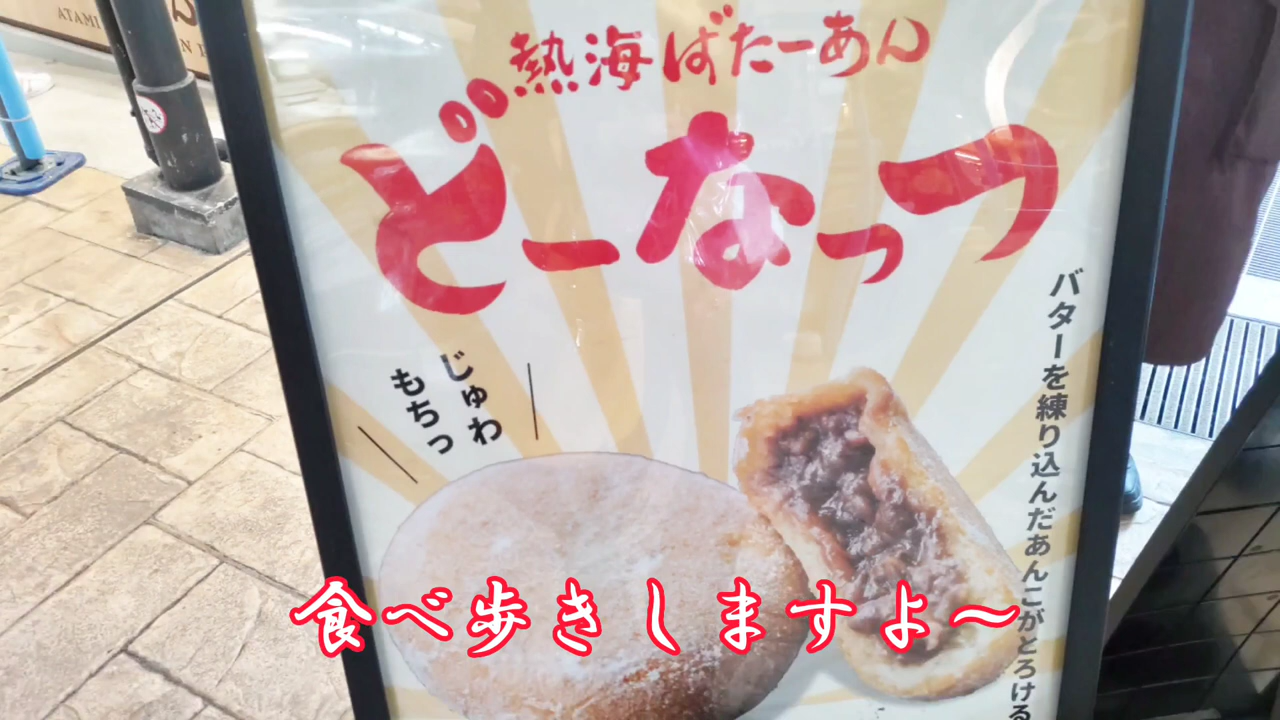 ATAMI
ん
熱海ばたーあん
どーなっつ
じゅわ
もちっ
バターを練り込んだあんこがとろける
食べ歩きしますよ～